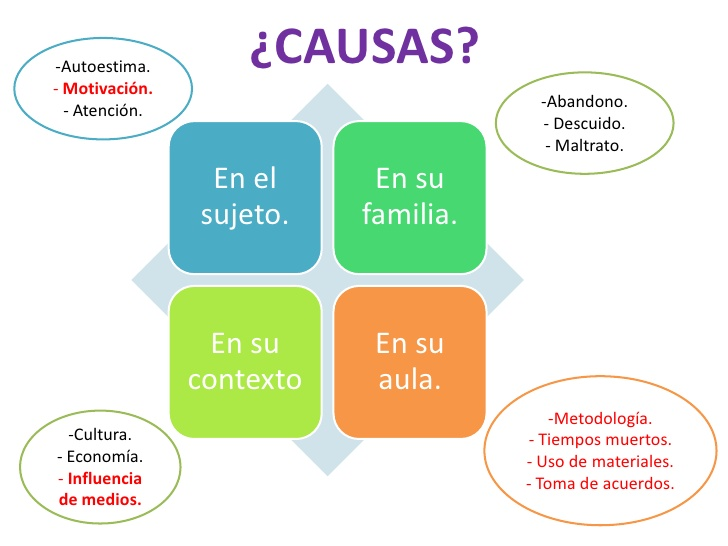 ¿CAUSAS?
-Autoestima.
- Motivación.
- Atención.
-Abandono.
- Descuido.
- Maltrato.
En el
sujeto.
En su
familia.
En su
contexto
En su
aula.
-Cultura.
- Economía.
- Influencia
de medios.
-Metodología.
- Tiempos muertos.
- Uso de materiales.
- Toma de acuerdos.